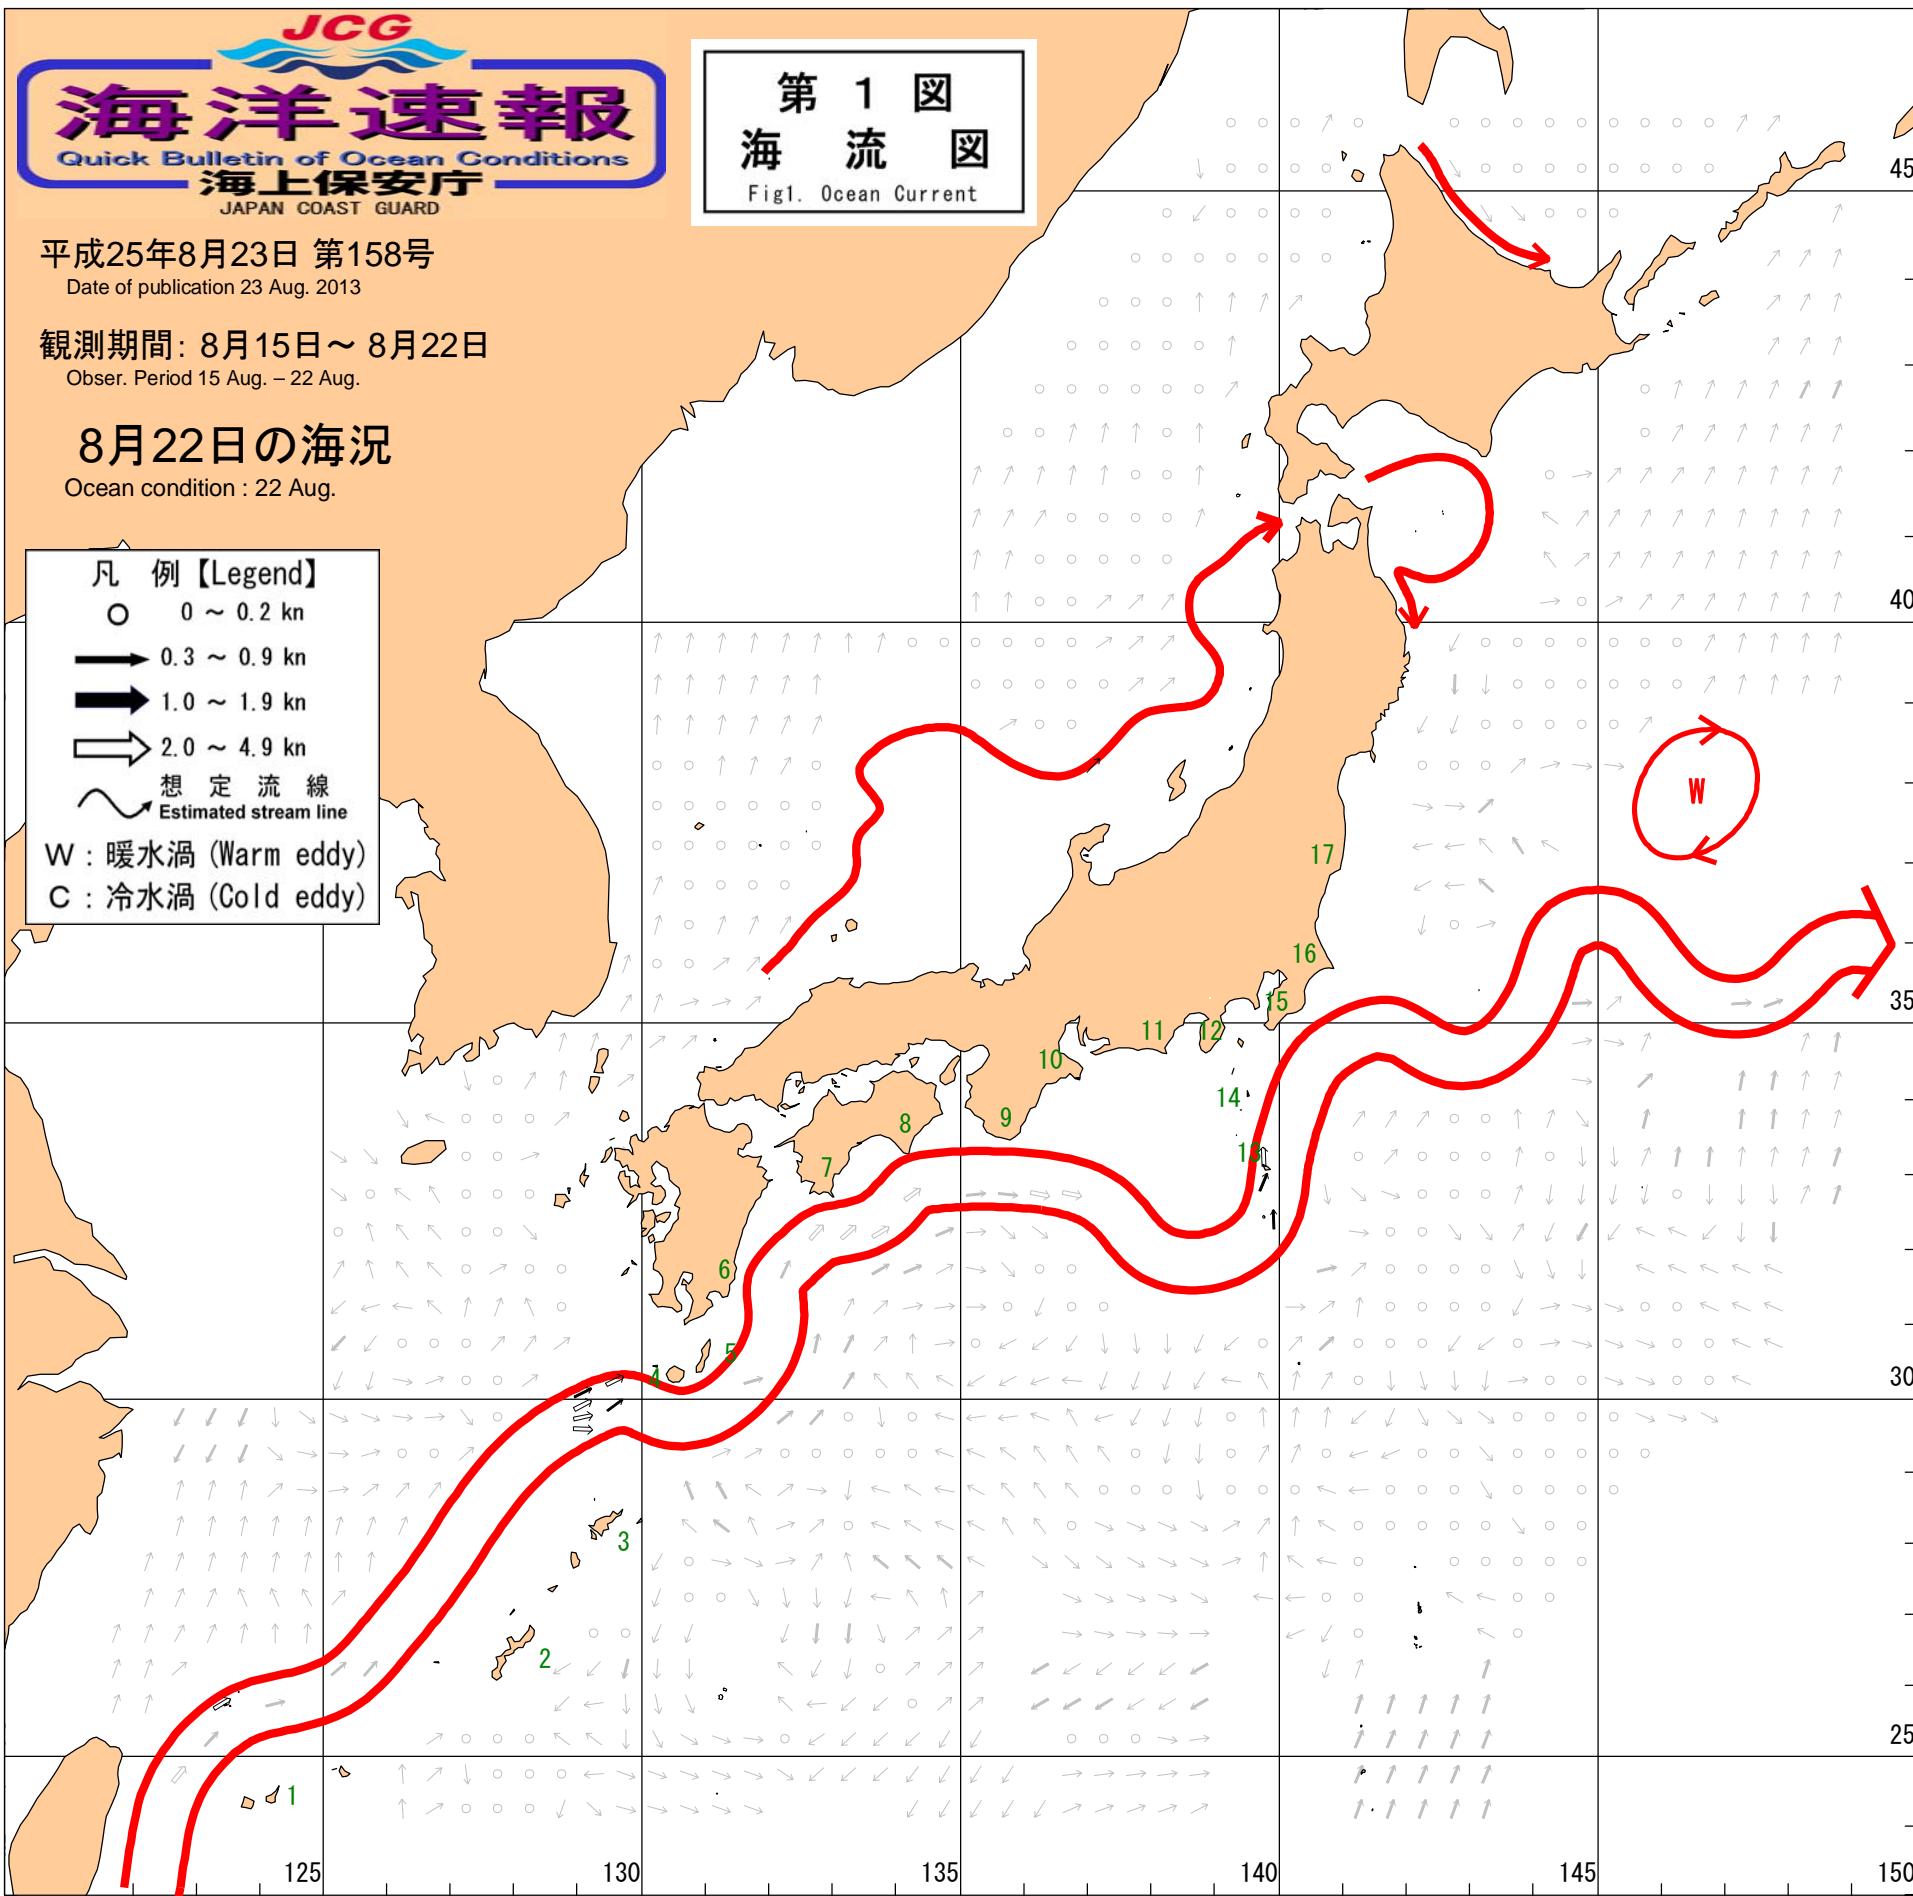 JCG
海洋速報
Quick Bulletin of Ocean Conditions
海上保安庁
JAPAN COAST GUARD
第 1 図
海 流 図
Fig1. Ocean Current
平成25年8月23日 第158号
Date of publication 23 Aug. 2013
観測期間: 8月15日～ 8月22日
Obser. Period 15 Aug. – 22 Aug.
8月22日の海況
Ocean condition : 22 Aug.
凡 例【Legend】
0 ～ 0.2 kn
0.3 ～ 0.9 kn
1.0 ～ 1.9 kn
2.0 ～ 4.9 kn
想 定 流 線
Estimated stream line
W : 暖水渦 (Warm eddy)
C : 冷水渦 (Cold eddy)
45
40
W
17
16
35
15
11
12
10
14
9
8
13
7
6
5
4
30
3
2
25
1
125
130
135
140
145
150